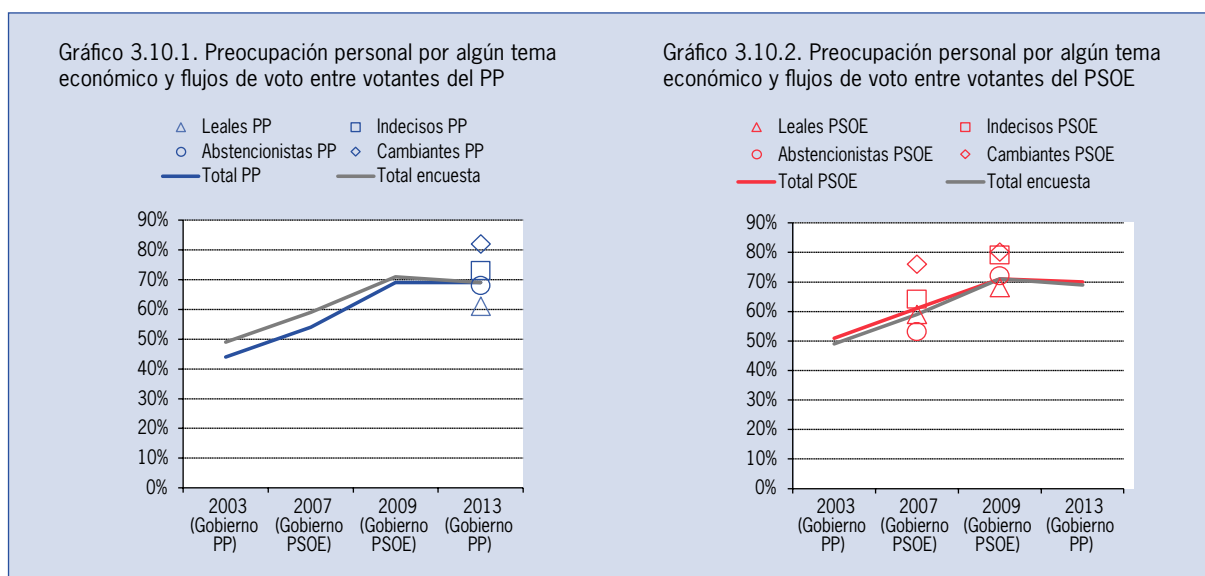 Gráfico 3.10.1. Preocupación personal por algún tema
económico y flujos de voto entre votantes del PP
Leales PP
Indecisos PP
Abstencionistas PP
Cambiantes PP
Total PP
Total encuesta
90%
80%
70%
60%
50%
40%
30%
20%
10%
0%
2003
(Gobierno
PP)
2007
(Gobierno
PSOE)
2009
(Gobierno
PSOE)
2013
(Gobierno
PP)
Gráfico 3.10.2. Preocupación personal por algún tema
económico y flujos de voto entre votantes del PSOE
Leales PSOE
Indecisos PSOE
Abstencionistas PSOE
Cambiantes PSOE
Total PSOE
Total encuesta
90%
80%
70%
60%
50%
40%
30%
20%
10%
0%
2003
(Gobierno
PP)
2007
(Gobierno
PSOE)
2009
(Gobierno
PSOE)
2013
(Gobierno
PP)